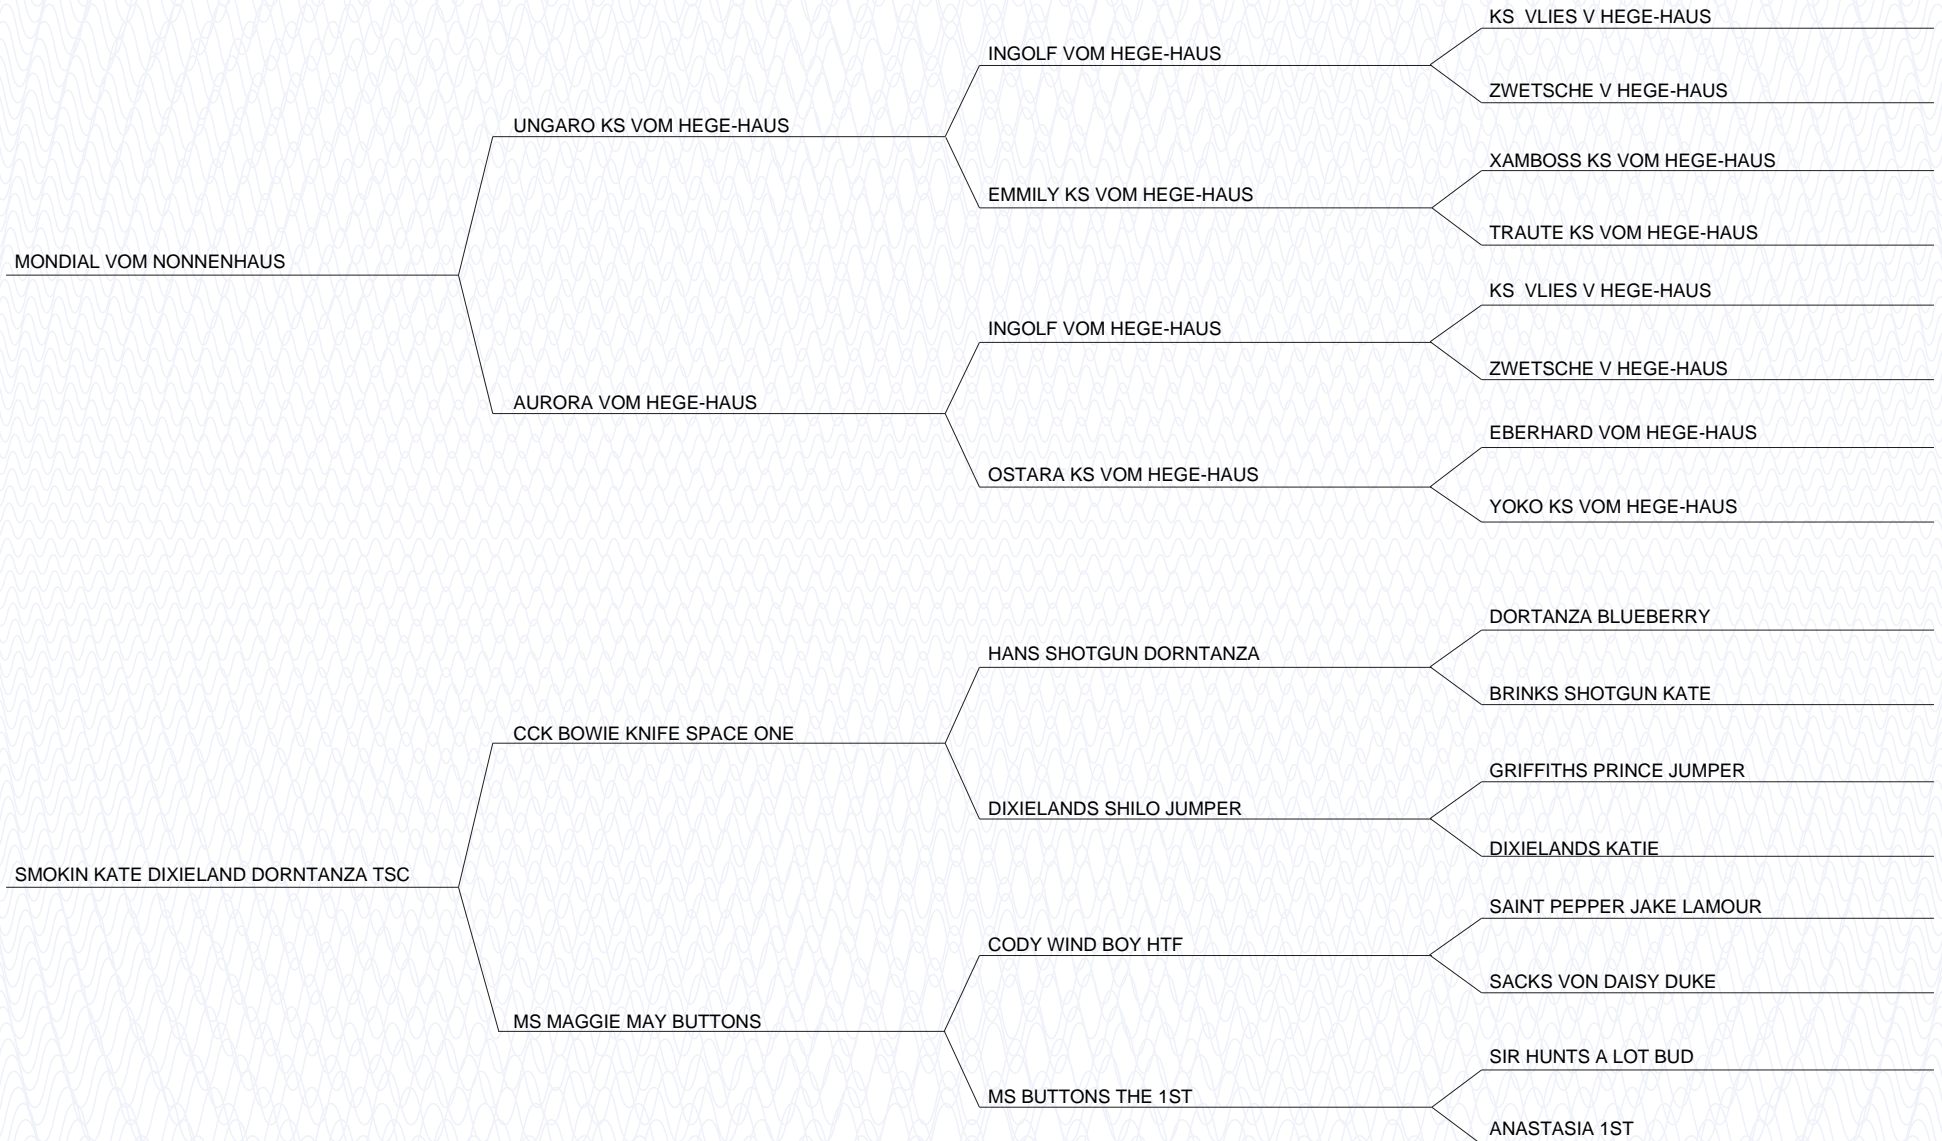 KS  VLIES V HEGE-HAUS
INGOLF VOM HEGE-HAUS
ZWETSCHE V HEGE-HAUS
UNGARO KS VOM HEGE-HAUS
XAMBOSS KS VOM HEGE-HAUS
EMMILY KS VOM HEGE-HAUS
TRAUTE KS VOM HEGE-HAUS
MONDIAL VOM NONNENHAUS
KS  VLIES V HEGE-HAUS
INGOLF VOM HEGE-HAUS
ZWETSCHE V HEGE-HAUS
AURORA VOM HEGE-HAUS
EBERHARD VOM HEGE-HAUS
OSTARA KS VOM HEGE-HAUS
YOKO KS VOM HEGE-HAUS
DORTANZA BLUEBERRY
HANS SHOTGUN DORNTANZA
BRINKS SHOTGUN KATE
CCK BOWIE KNIFE SPACE ONE
GRIFFITHS PRINCE JUMPER
DIXIELANDS SHILO JUMPER
DIXIELANDS KATIE
SMOKIN KATE DIXIELAND DORNTANZA TSC
SAINT PEPPER JAKE LAMOUR
CODY WIND BOY HTF
SACKS VON DAISY DUKE
MS MAGGIE MAY BUTTONS
SIR HUNTS A LOT BUD
MS BUTTONS THE 1ST
ANASTASIA 1ST